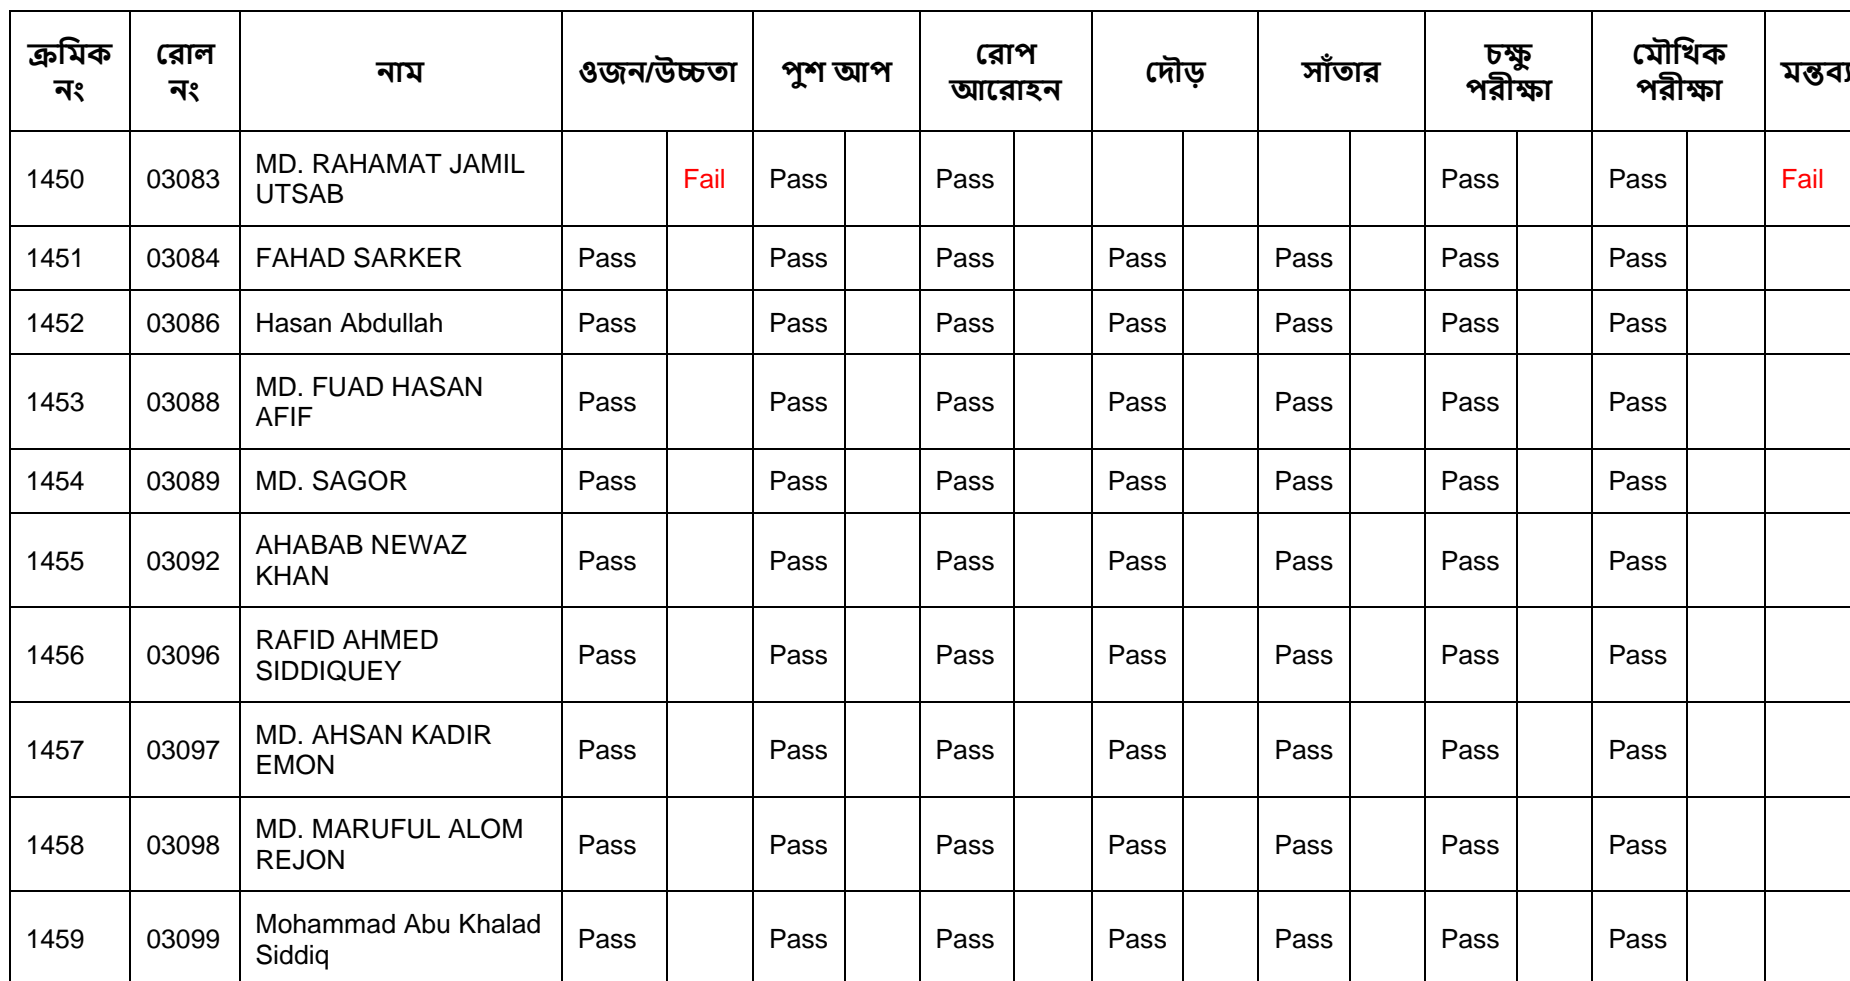 ক্রমিক নং রোল নং নাম ওজন/উচ্চতা পুশ আপ রোপ আরোহন দৌড় সাঁতার চক্ষু পরীক্ষা মৌখিক পরীক্ষা মন্তব্য
1450 03083 MD. RAHAMAT JAMIL UTSAB Fail Pass Pass Pass Pass Fail
1451 03084 FAHAD SARKER Pass Pass Pass Pass Pass Pass Pass
1452 03086 Hasan Abdullah Pass Pass Pass Pass Pass Pass Pass
1453 03088 MD. FUAD HASAN AFIF Pass Pass Pass Pass Pass Pass Pass
1454 03089 MD. SAGOR Pass Pass Pass Pass Pass Pass Pass
1455 03092 AHABAB NEWAZ KHAN Pass Pass Pass Pass Pass Pass Pass
1456 03096 RAFID AHMED SIDDIQUEY Pass Pass Pass Pass Pass Pass Pass
1457 03097 MD. AHSAN KADIR EMON Pass Pass Pass Pass Pass Pass Pass
1458 03098 MD. MARUFUL ALOM REJON Pass Pass Pass Pass Pass Pass Pass
1459 03099 Mohammad Abu Khalad Siddiq Pass Pass Pass Pass Pass Pass Pass